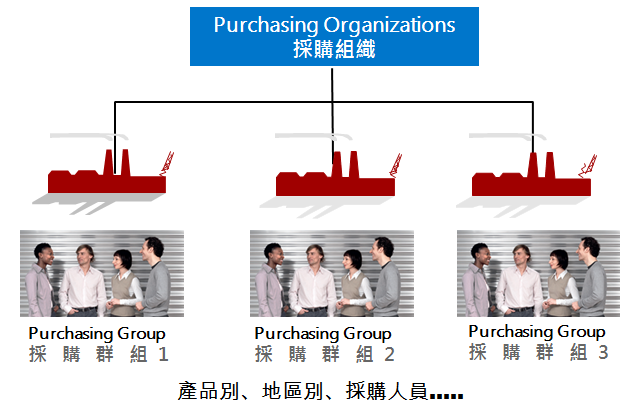 Purchasing Organizations
採購組織
Purchasing Group
採購群組1
Purchasing Group
採購群組2
Purchasing Group
採購群組3
產品別、地區別、採購人員.....